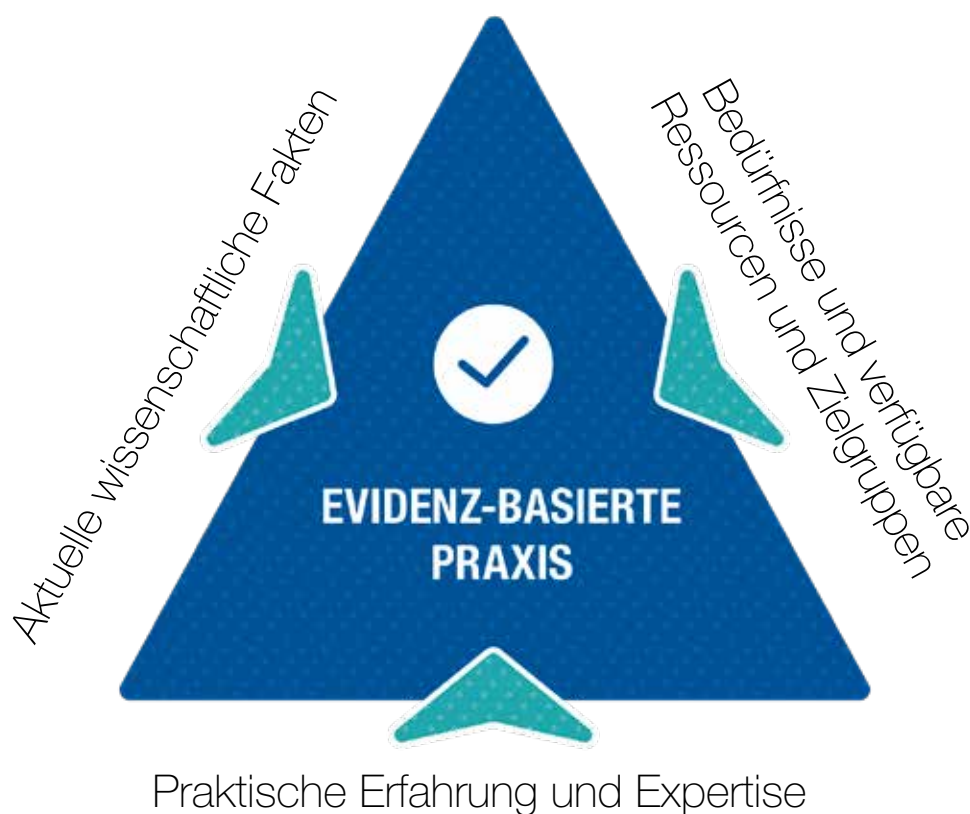 Aktuelle wissenschaftliche Fakten
Bedürfnisse und verfügbare
Ressourcen und Zielgruppen
EVIDENZ-BASIERTE
PRAXIS
Praktische Erfahrung und Expertise